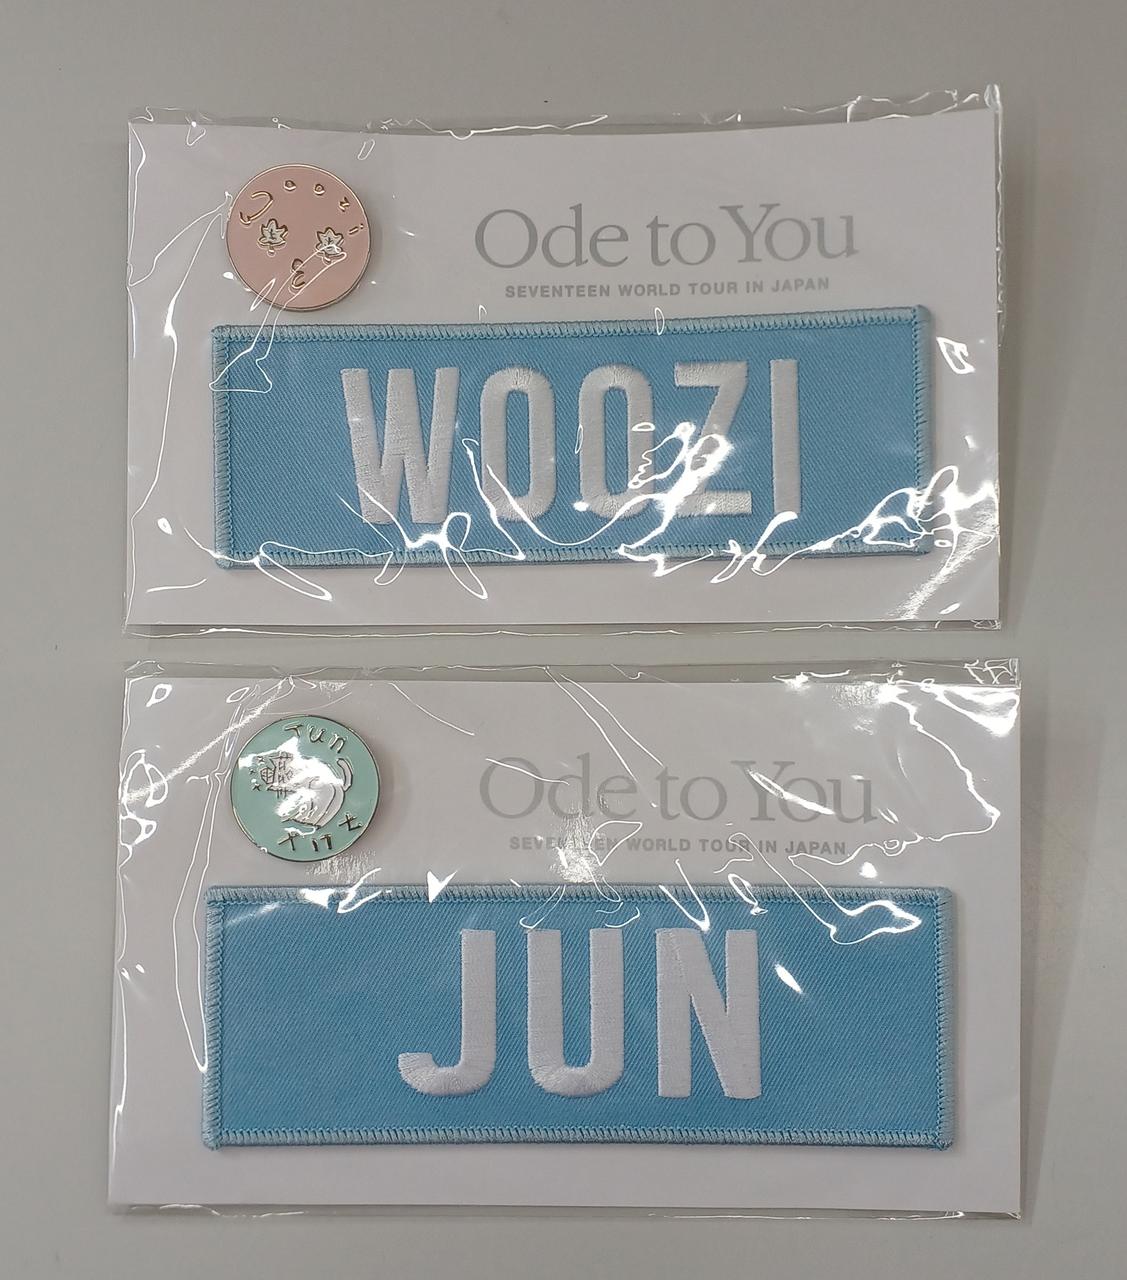 Woozi
Ode to You
SEVENTEEN WORLD TOUR IN JAPAN
WOOZI
Jun
Ode to You
SEVENTEEN WORLD TOUR IN JAPAN
JUN